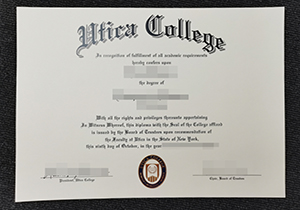 Utica College
In recognition of fulfillment of all academic requirements
hereby confers upon
the degree of
With all the rights and privileges thereunto appertaining
In Witness Whereof, this diploma with the Seal of the College affixed
is issued by the Board of Trustees upon recommendation of
the Faculty at Utica in the State of New York,
this ninth day of October, in the year
President, Utica College
Chair, Board of Trustees